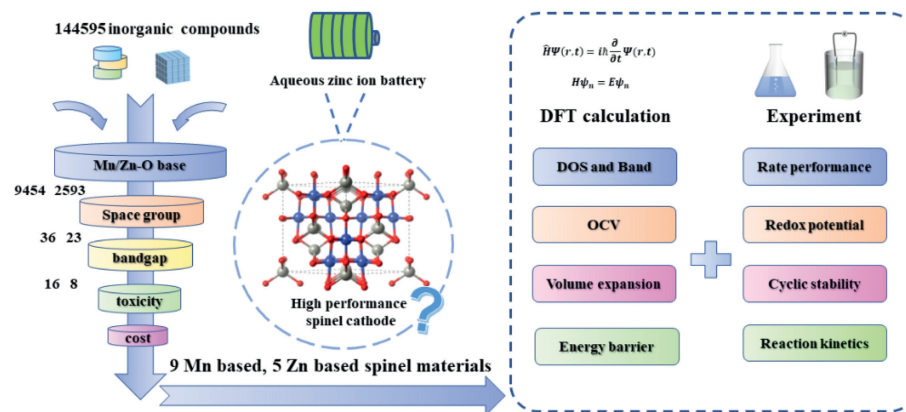 144595 inorganic compounds
Mn/Zn-O base
9454 2593
Space group
36 23
bandgap
16 8
toxicity
cost
9 Mn based, 5 Zn based spinel materials
Aqueous zinc ion battery
High performance
spinel cathode
?
ĤΨ(r,t) = iℏ ∂/∂t Ψ(r,t)
Hψₙ = Eψₙ
DFT calculation
DOS and Band
OCV
Volume expansion
Energy barrier
Experiment
Rate performance
Redox potential
Cyclic stability
Reaction kinetics